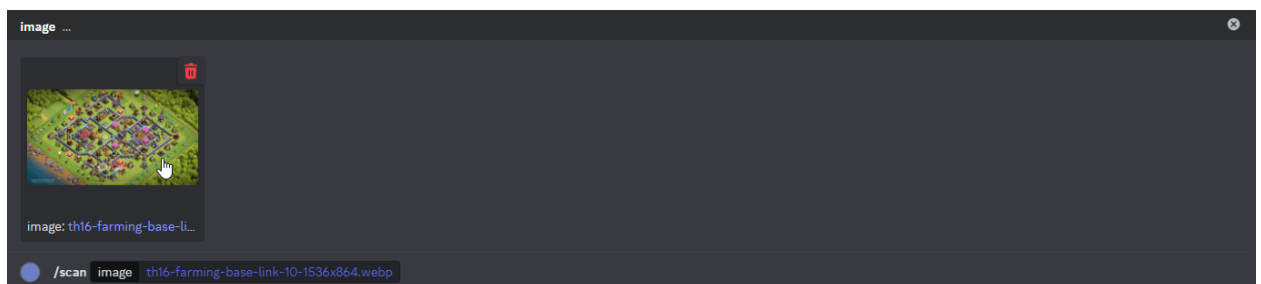 image ...
image: th16-farming-base-li...
/scan image th16-farming-base-link-10-1536x864.webp